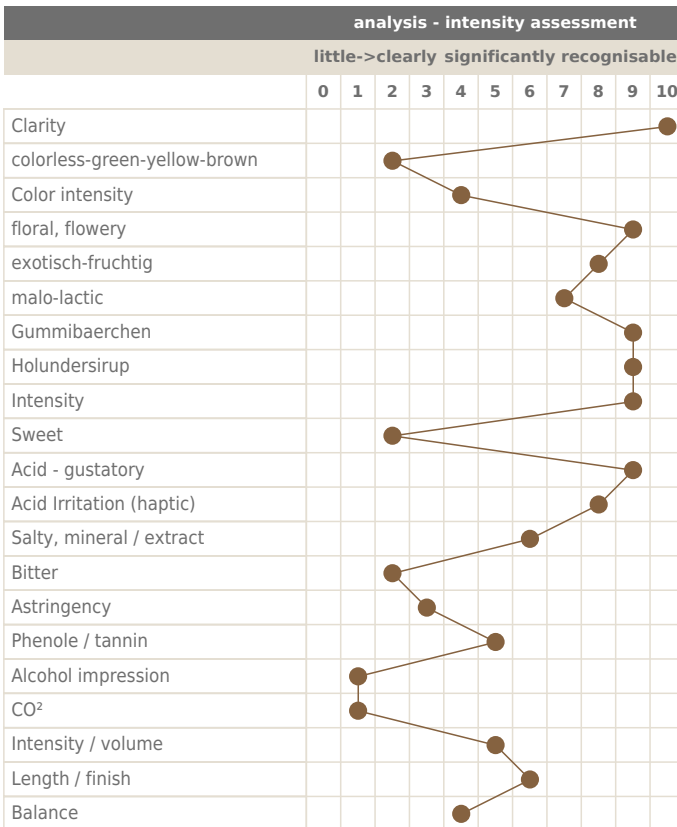 analysis - intensity assessment
little->clearly significantly recognisable
0 1 2 3 4 5 6 7 8 9 10
Clarity
colorless-green-yellow-brown
Color intensity
floral, flowery
exotisch-fruchtig
malo-lactic
Gummibaerchen
Holundersirup
Intensity
Sweet
Acid - gustatory
Acid Irritation (haptic)
Salty, mineral / extract
Bitter
Astringency
Phenole / tannin
Alcohol impression
CO²
Intensity / volume
Length / finish
Balance